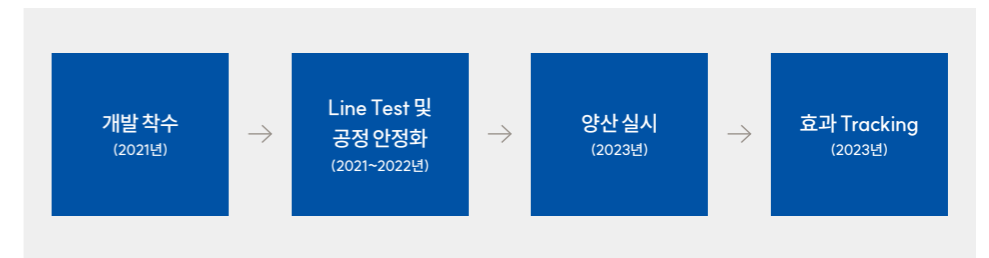 개발 착수
(2021년)
Line Test 및
공정 안정화
(2021~2022년)
양산 실시
(2023년)
효과 Tracking
(2023년)